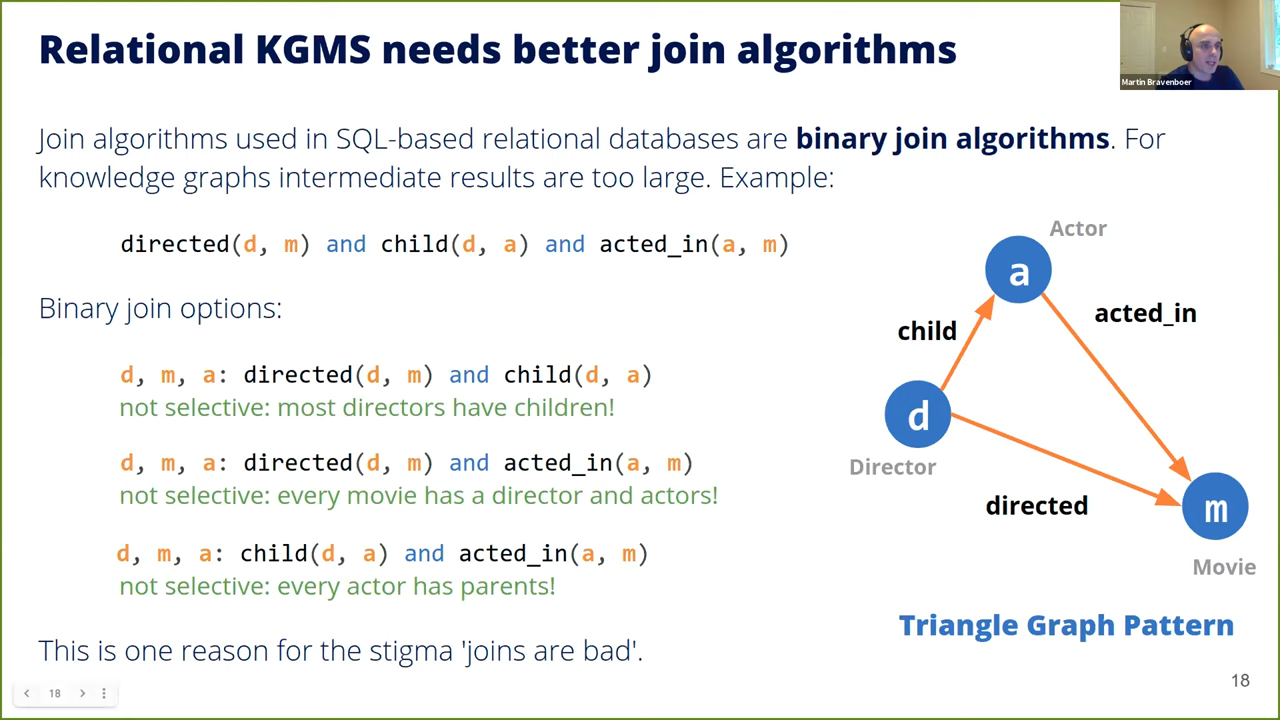 Relational KGMS needs better join algorithms
Martin Bravenboer
Join algorithms used in SQL-based relational databases are binary join algorithms. For
knowledge graphs intermediate results are too large. Example:
directed(d, m) and child(d, a) and acted_in(a, m)
Binary join options:
d, m, a: directed(d, m) and child(d, a)
not selective: most directors have children!
d, m, a: directed(d, m) and acted_in(a, m)
not selective: every movie has a director and actors!
d, m, a: child(d, a) and acted_in(a, m)
not selective: every actor has parents!
This is one reason for the stigma 'joins are bad'.
Actor
a
acted_in
child
d
Director
directed
m
Movie
Triangle Graph Pattern
18
18